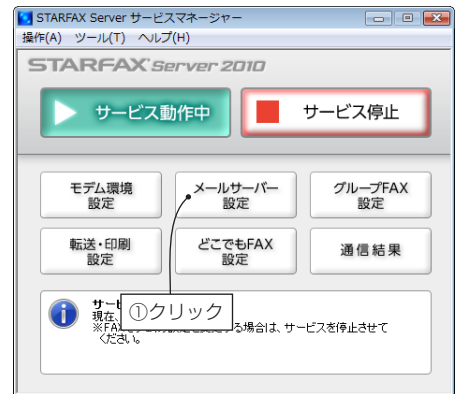 STARFAX Server サービスマネージャー
操作(A) ツール(T) ヘルプ(H)
STARFAX Server 2010
サービス動作中 サービス停止
モデム環境
設定
メールサーバー
設定
グループFAX
設定
転送・印刷
設定
どこでもFAX
設定
通信結果
サービ
①クリック
現在、
※FAX する場合は、サービスを停止させて
ください。